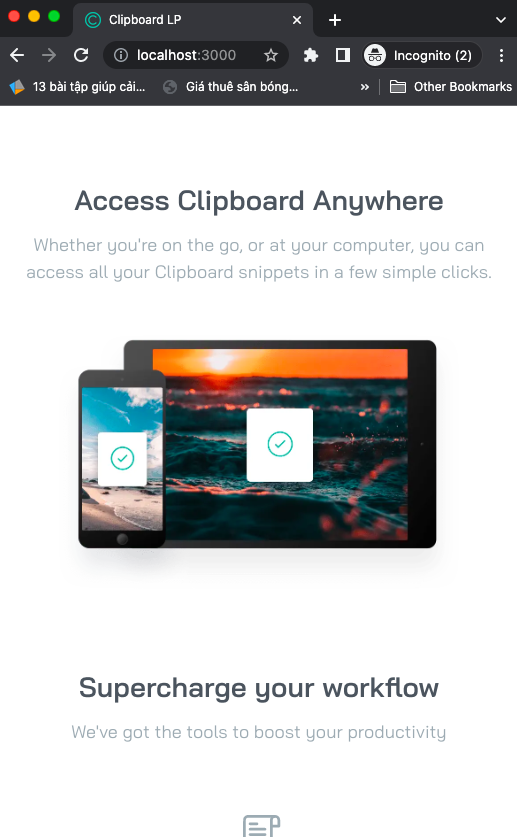 Clipboard LP
localhost:3000
Incognito (2)
13 bài tập giúp cải...
Giá thuê sân bóng...
»
Other Bookmarks
Access Clipboard Anywhere
Whether you're on the go, or at your computer, you can
access all your Clipboard snippets in a few simple clicks.
Supercharge your workflow
We've got the tools to boost your productivity